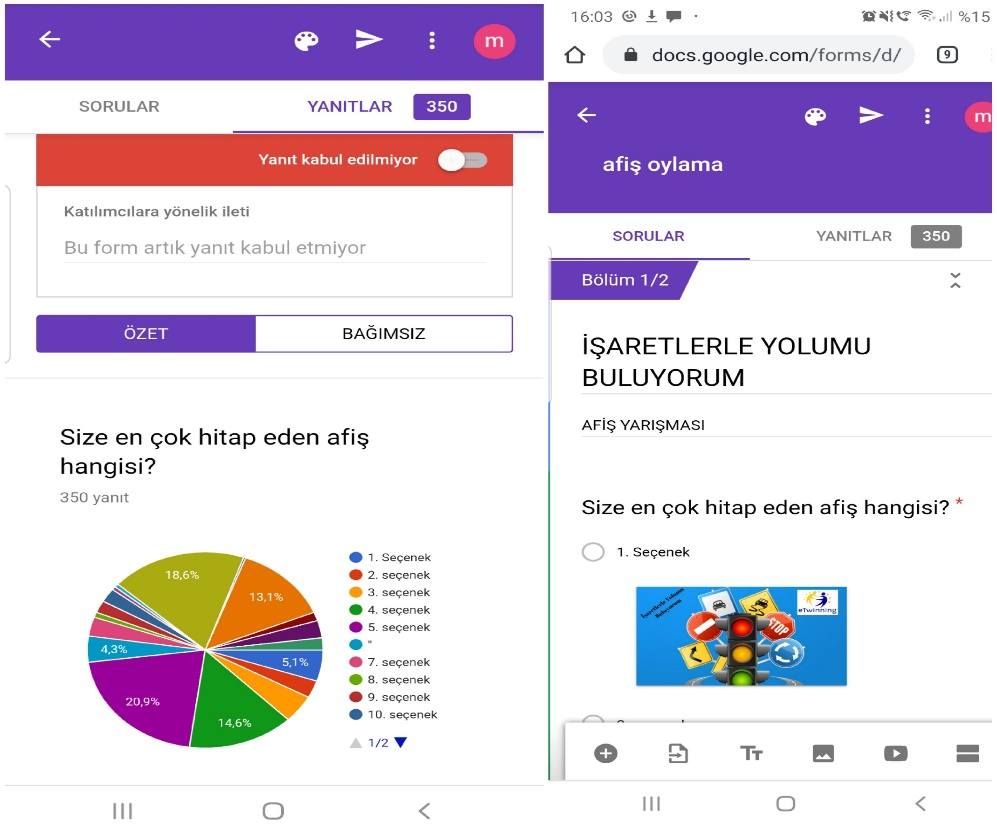 m
SORULAR
YANITLAR
350
Yanıt kabul edilmiyor
Katılımcılara yönelik ileti
Bu form artık yanıt kabul etmiyor
ÖZET
BAĞIMSIZ
Size en çok hitap eden afiş
hangisi?
350 yanıt
18,6%
13,1%
5,1%
14,6%
20,9%
4,3%
1. Seçenek
2. seçenek
3. seçenek
4. seçenek
5. seçenek
"
7. seçenek
8. seçenek
9. seçenek
10. seçenek
1/2
16:03
%15
docs.google.com/forms/d/
9
m
afiş oylama
SORULAR
YANITLAR
350
Bölüm 1/2
İŞARETLERLE YOLUMU
BULUYORUM
AFİŞ YARIŞMASI
Size en çok hitap eden afiş hangisi? *
1. Seçenek
İşaretlerle Yolumu
Buluyorum
eTwinning
STOP
Tт